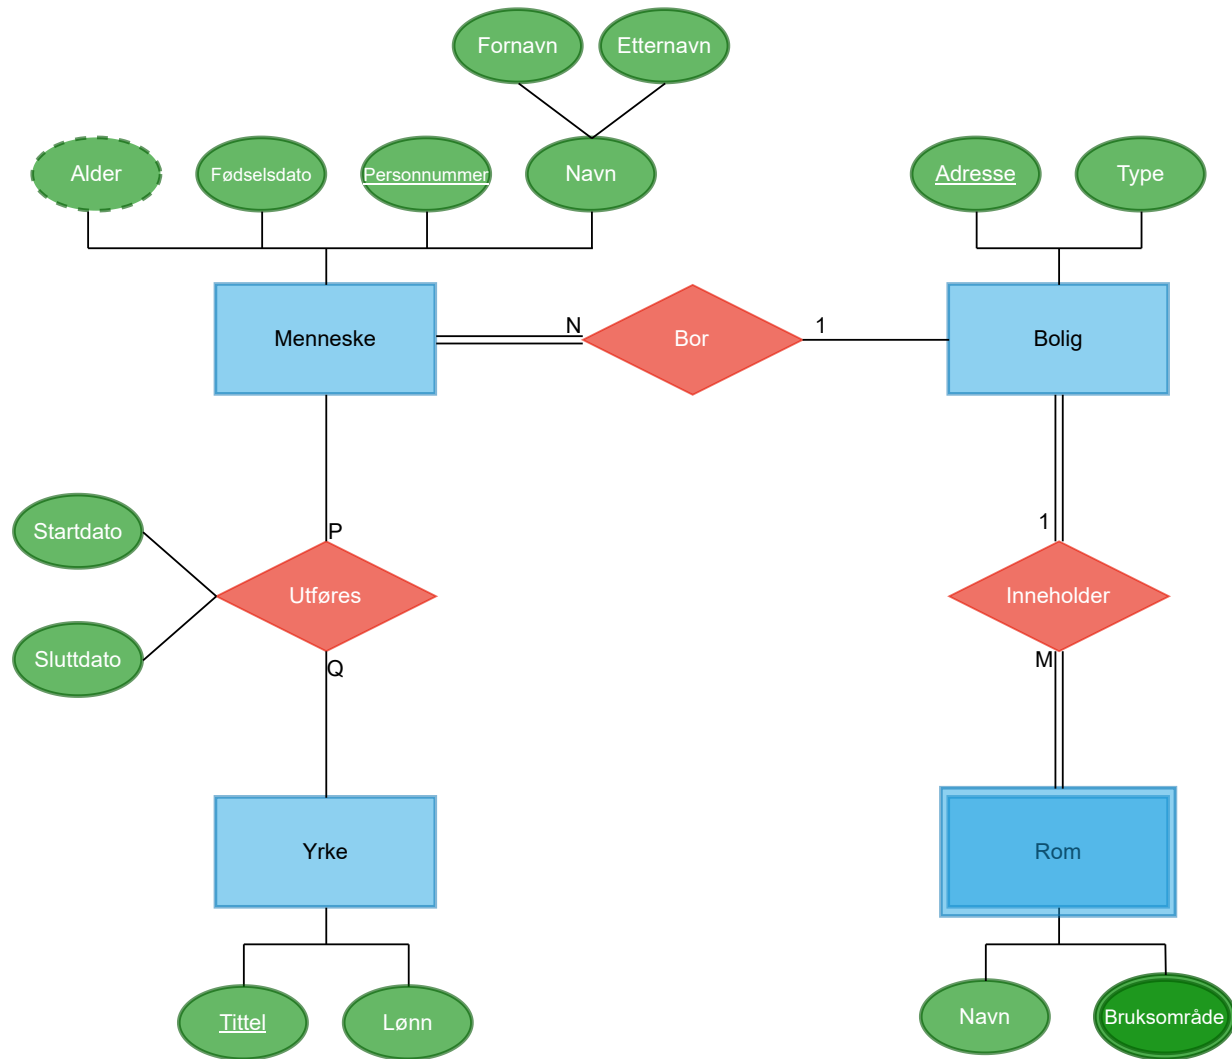 Fornavn
Etternavn
Alder
Fødselsdato
Personnummer
Navn
Adresse
Type
Menneske
N
Bor
1
Bolig
Startdato
P
1
Utføres
Inneholder
Sluttdato
Q
M
Yrke
Rom
Tittel
Lønn
Navn
Bruksområde